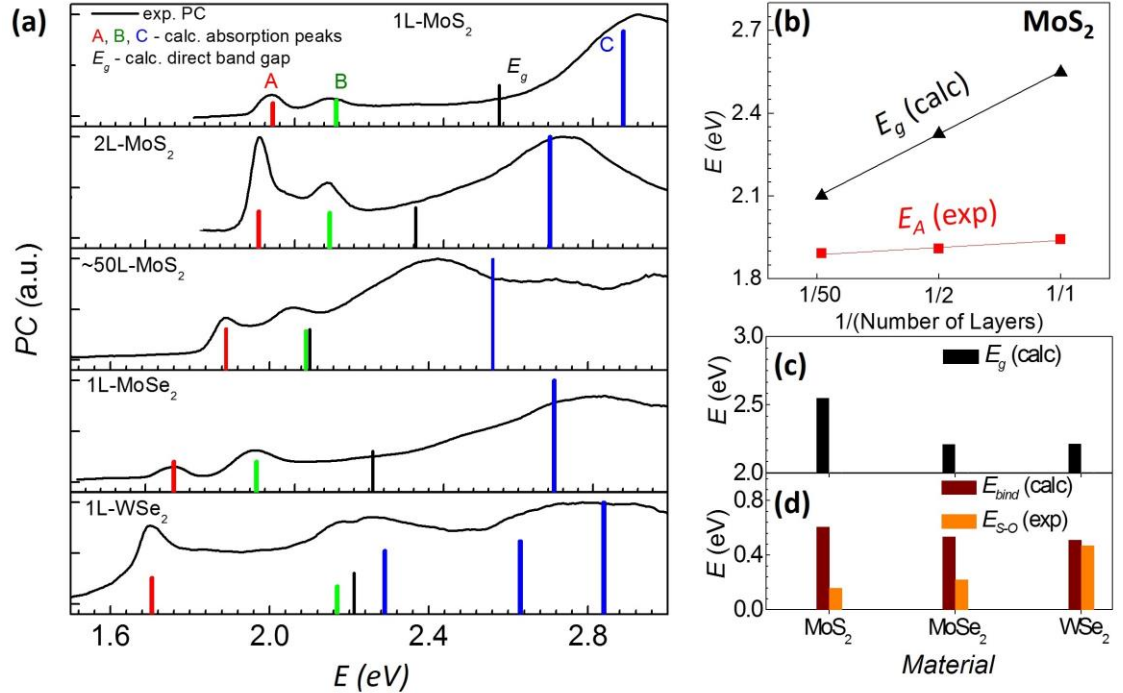 (a)
exp. PC
A, B, C - calc. absorption peaks
E_g - calc. direct band gap
1L-MoS₂
A
B
E_g
C
2L-MoS₂
~50L-MoS₂
1L-MoSe₂
1L-WSe₂
PC (a.u.)
1.6 2.0 2.4 2.8
E (eV)
(b)
MoS₂
2.7
2.4
2.1
1.8
E (eV)
E_g (calc)
E_A (exp)
1/50 1/2 1/1
1/(Number of Layers)
(c)
3.0
2.5
2.0
E (eV)
E_g (calc)
(d)
0.8
0.4
0.0
E (eV)
E_bind (calc)
E_S-O (exp)
MoS₂ MoSe₂ WSe₂
Material